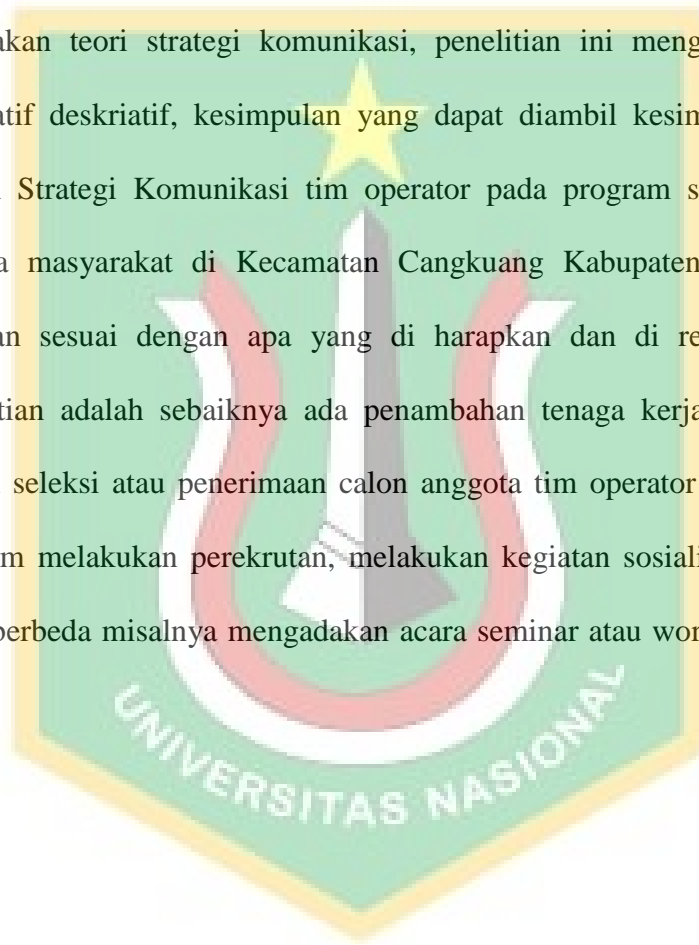 akan teori strategi komunikasi, penelitian ini meng
atif deskriatif, kesimpulan yang dapat diambil kesim
Strategi Komunikasi tim operator pada program s
a masyarakat di Kecamatan Cangkuang Kabupaten
an sesuai dengan apa yang di harapkan dan di re
tian adalah sebaiknya ada penambahan tenaga kerja
seleksi atau penerimaan calon anggota tim operator
m melakukan perekrutan, melakukan kegiatan sosiali
berbeda misalnya mengadakan acara seminar atau wor
UNIVERSITAS NASIONAL